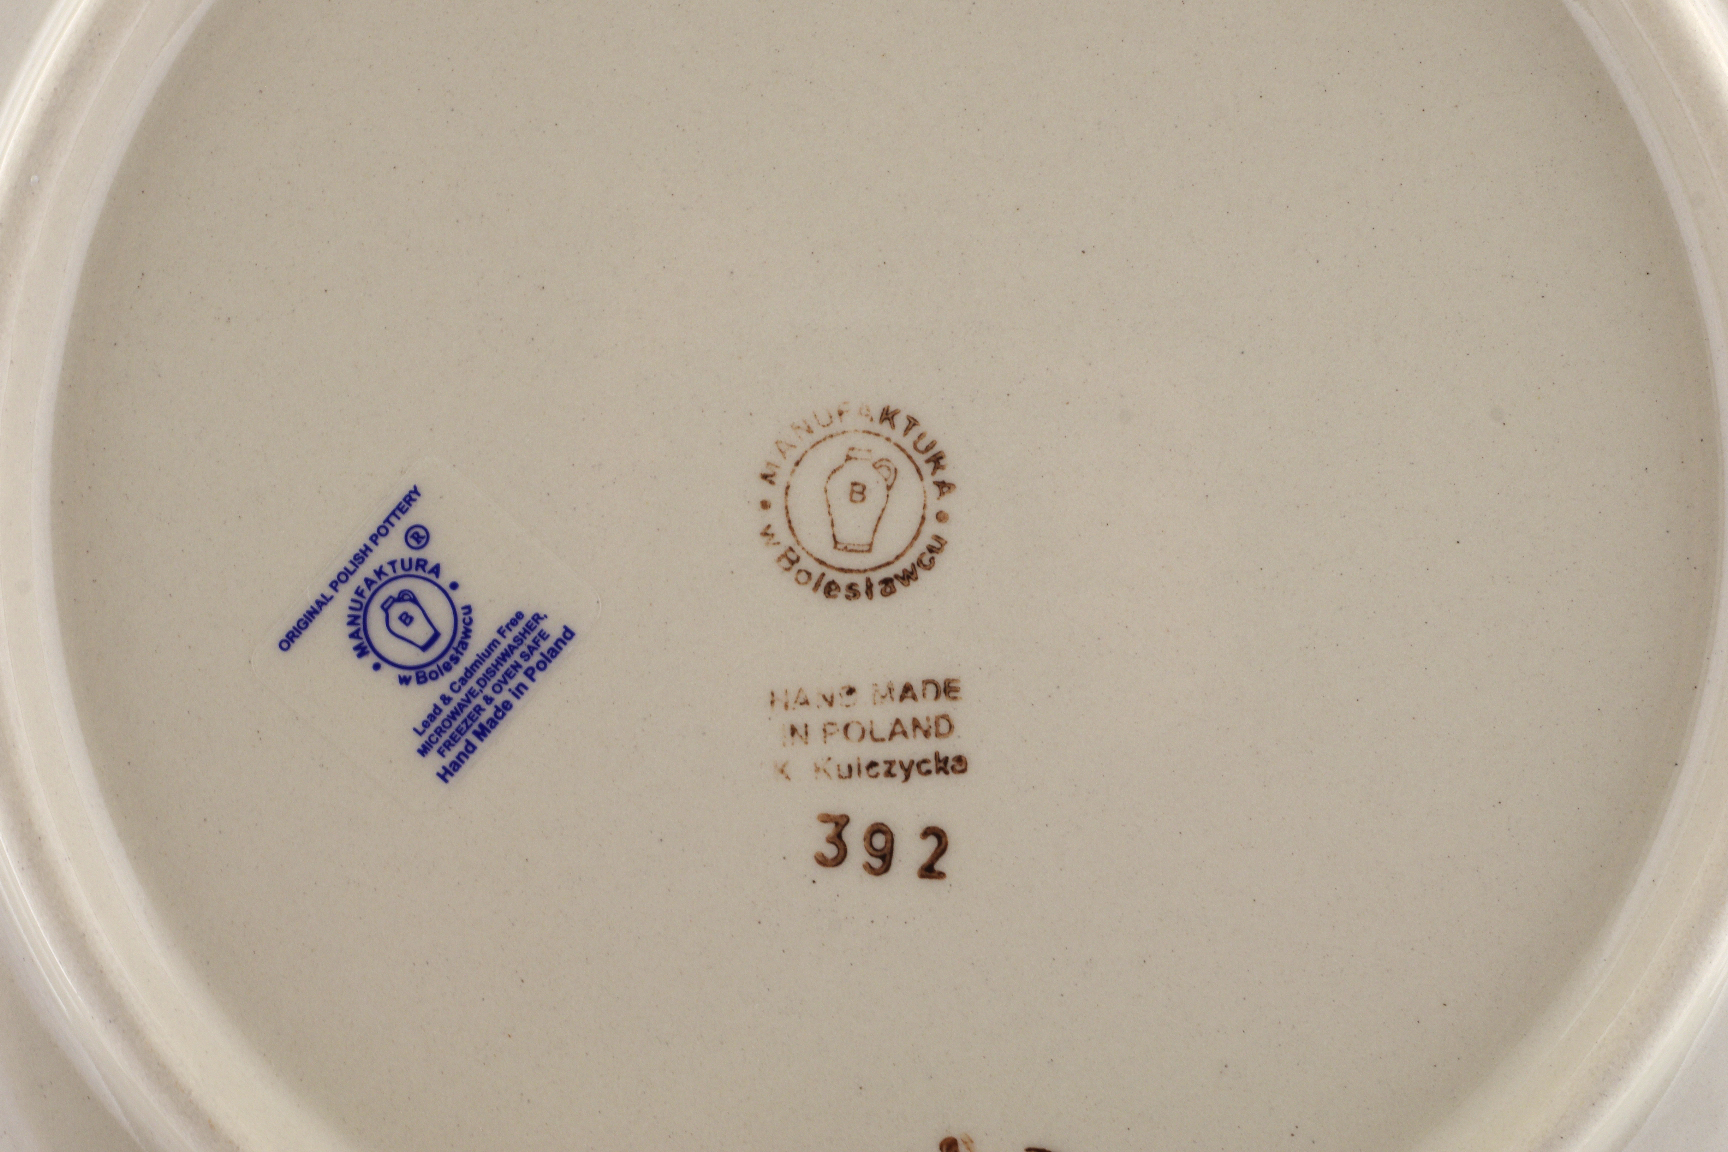 ORIGINAL POLISH POTTERY
®
MANUFAKTURA
B
w Bolesławcu
Lead & Cadmium Free
MICROWAVE,DISHWASHER,
FREEZER & OVEN SAFE
Hand Made in Poland
MANUFAKTURA
B
w Bolesławcu
HAND MADE
IN POLAND
K. Kulczycka
392